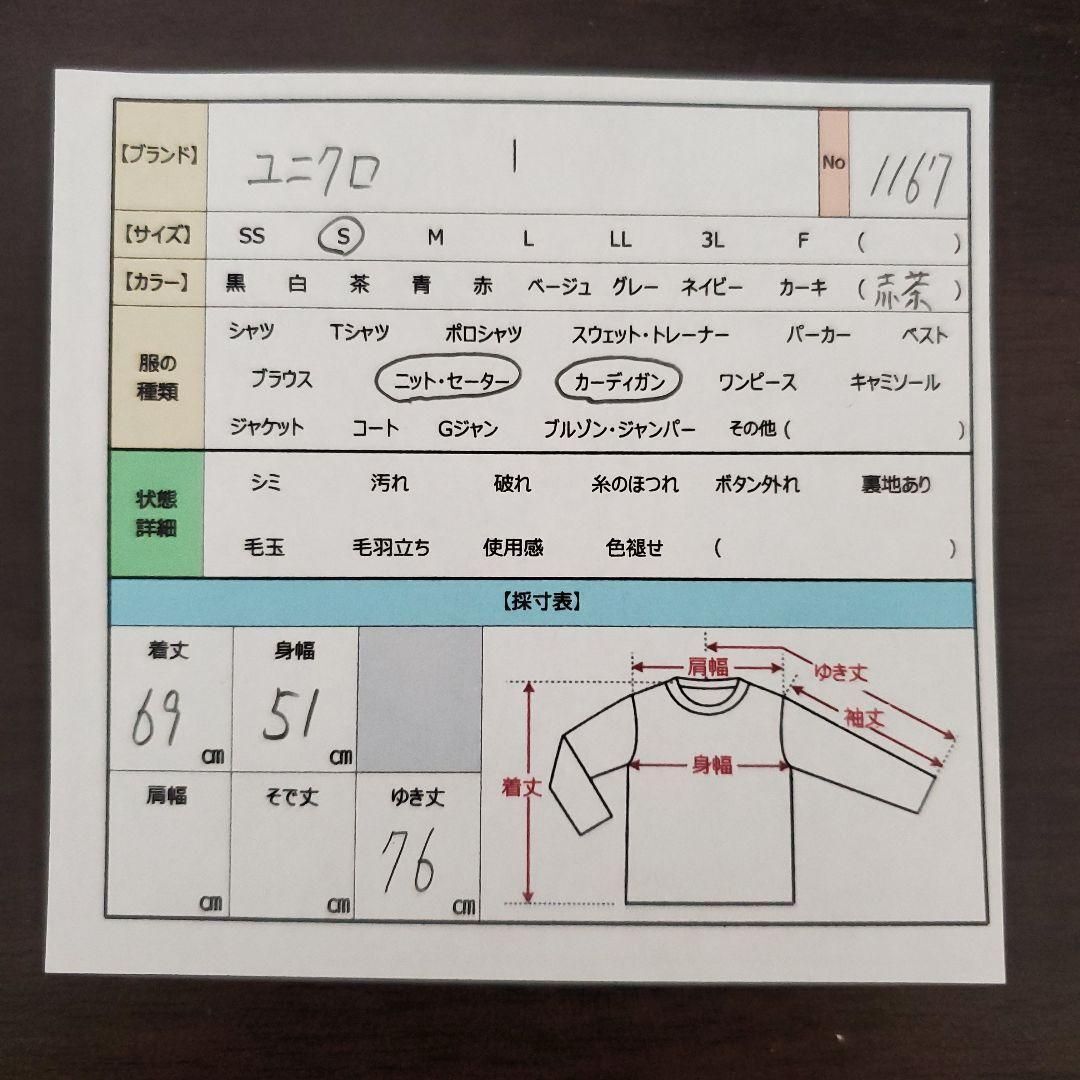 【ブランド】 ユニクロ 1 No 1167
【サイズ】 SS S M L LL 3L F ( )
【カラー】 黒 白 茶 青 赤 ベージュ グレー ネイビー カーキ ( 赤茶 )
服の種類
シャツ Tシャツ ポロシャツ スウェット・トレーナー パーカー ベスト
ブラウス ニット・セーター カーディガン ワンピース キャミソール
ジャケット コート Gジャン ブルゾン・ジャンパー その他 ( )
状態詳細
シミ 汚れ 破れ 糸のほつれ ボタン外れ 裏地あり
毛玉 毛羽立ち 使用感 色褪せ ( )
【採寸表】
着丈 身幅
69 cm 51 cm
肩幅 そで丈 ゆき丈
cm cm 76 cm
肩幅 ゆき丈
袖丈
身幅
着丈